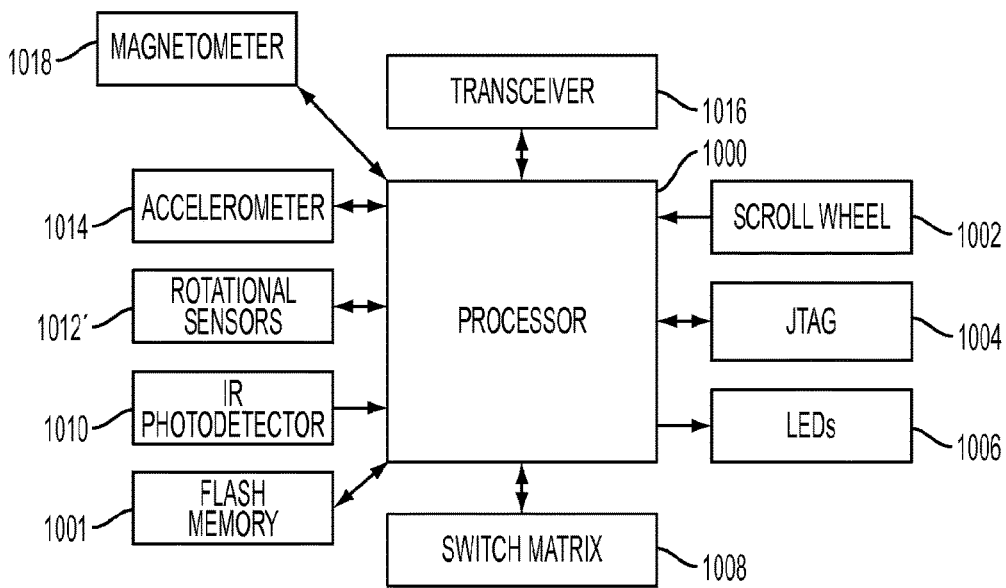 MAGNETOMETER
1018
TRANSCEIVER
1016
1000
ACCELEROMETER
1014
SCROLL WHEEL
1002
ROTATIONAL
SENSORS
1012′
PROCESSOR
JTAG
1004
IR
PHOTODETECTOR
1010
LEDs
1006
FLASH
MEMORY
1001
SWITCH MATRIX
1008